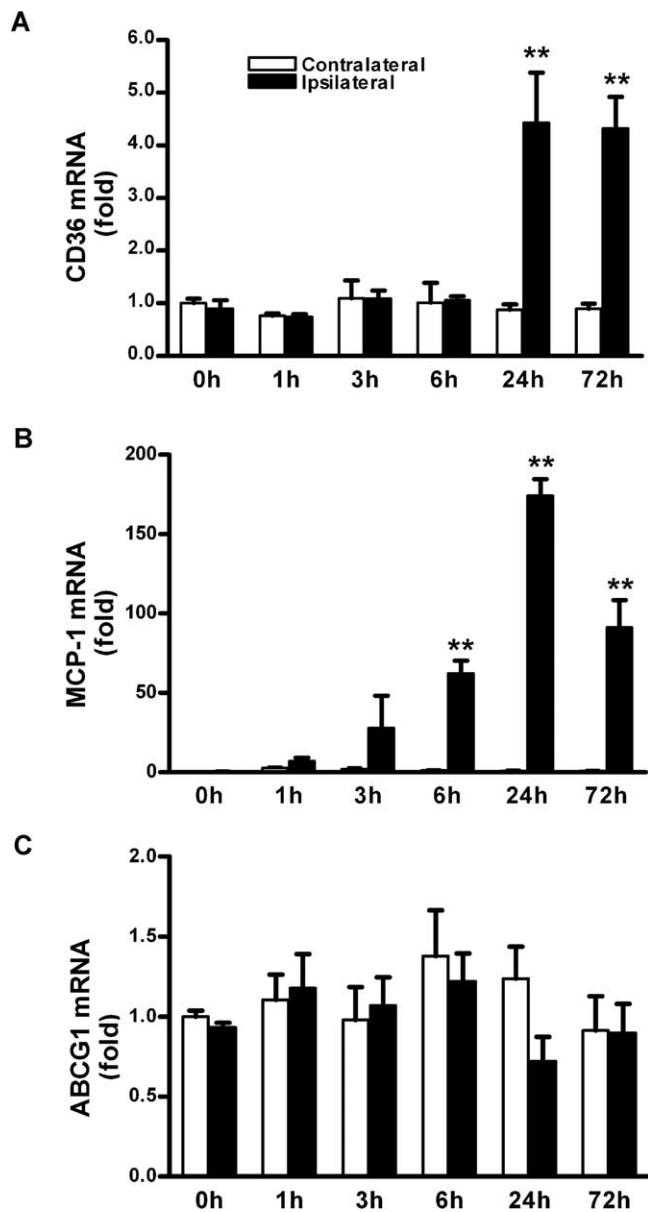 A
CD36 mRNA
(fold)
6.0
5.0
4.0
3.0
2.0
1.0
0.0
Contralateral
Ipsilateral
**
**
0h 1h 3h 6h 24h 72h
B
MCP-1 mRNA
(fold)
200
150
100
50
0
**
**
**
0h 1h 3h 6h 24h 72h
C
ABCG1 mRNA
(fold)
2.0
1.5
1.0
0.5
0.0
0h 1h 3h 6h 24h 72h